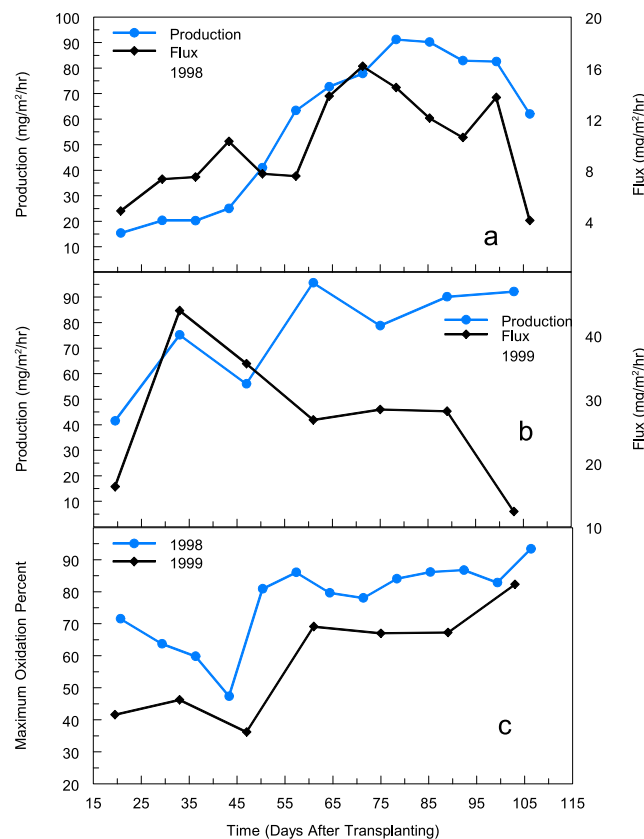 100
90
80
70
60
50
40
30
20
10
Production (mg/m²/hr)
Production
Flux
1998
a
20
16
12
8
4
Flux (mg/m²/hr)
90
80
70
60
50
40
30
20
10
Production (mg/m²/hr)
Production
Flux
1999
b
40
30
20
10
Flux (mg/m²/hr)
90
80
70
60
50
40
30
20
Maximum Oxidation Percent
1998
1999
c
15 25 35 45 55 65 75 85 95 105 115
Time (Days After Transplanting)